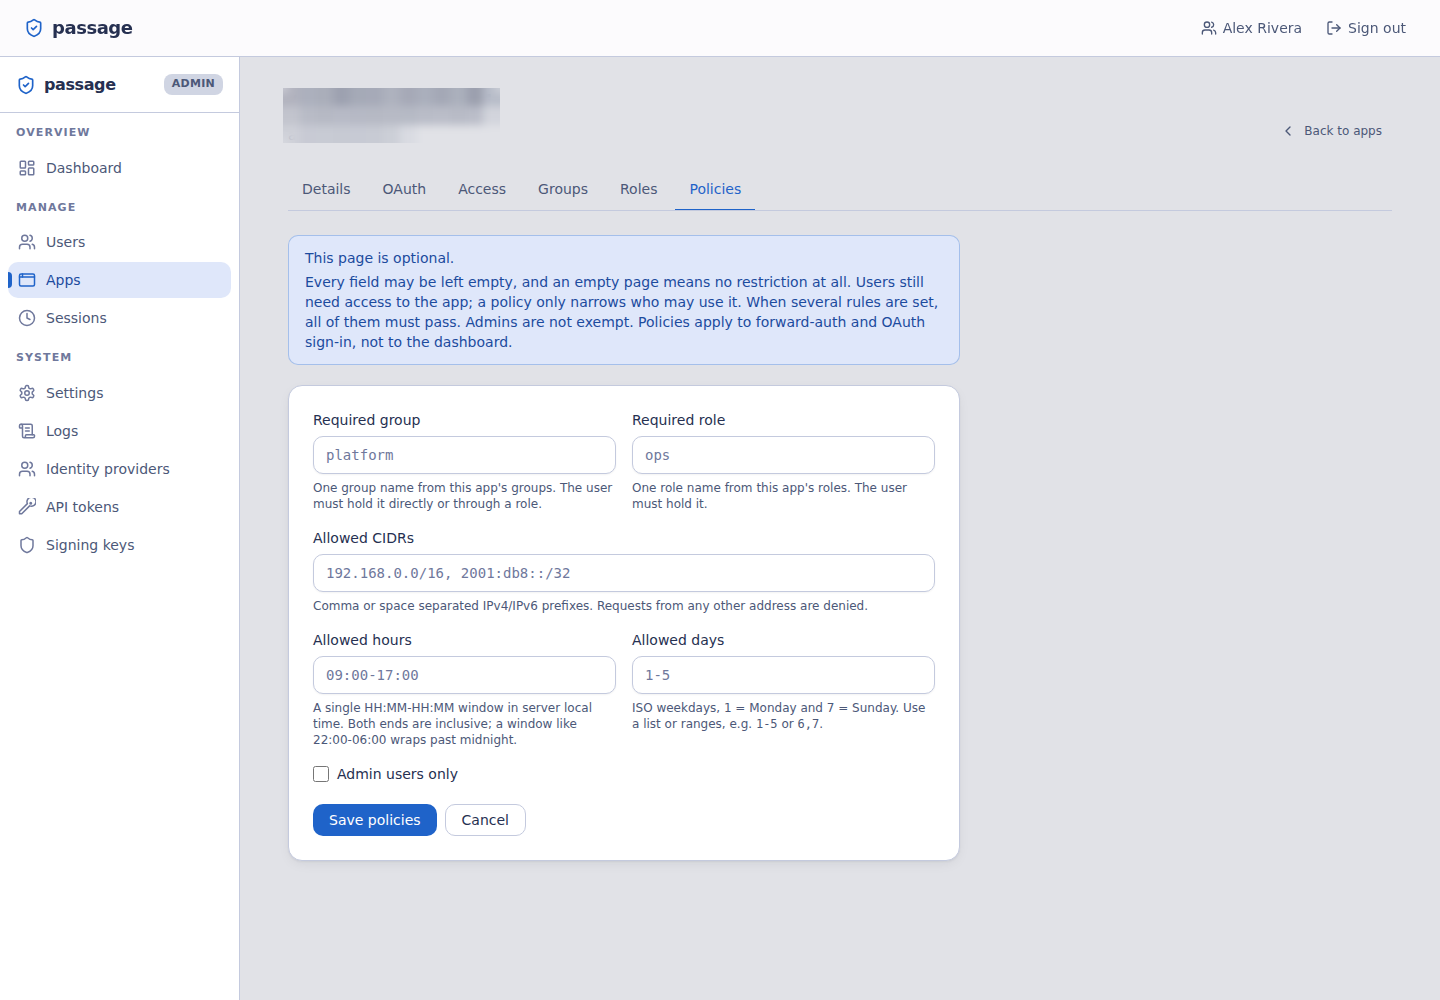 passage
Alex Rivera
Sign out
passage
ADMIN
OVERVIEW
Dashboard
MANAGE
Users
Apps
Sessions
SYSTEM
Settings
Logs
Identity providers
API tokens
Signing keys
Back to apps
Details
OAuth
Access
Groups
Roles
Policies
This page is optional.
Every field may be left empty, and an empty page means no restriction at all. Users still
need access to the app; a policy only narrows who may use it. When several rules are set,
all of them must pass. Admins are not exempt. Policies apply to forward-auth and OAuth
sign-in, not to the dashboard.
Required group
platform
One group name from this app's groups. The user
must hold it directly or through a role.
Required role
ops
One role name from this app's roles. The user
must hold it.
Allowed CIDRs
192.168.0.0/16, 2001:db8::/32
Comma or space separated IPv4/IPv6 prefixes. Requests from any other address are denied.
Allowed hours
09:00-17:00
A single HH:MM-HH:MM window in server local
time. Both ends are inclusive; a window like
22:00-06:00 wraps past midnight.
Allowed days
1-5
ISO weekdays, 1 = Monday and 7 = Sunday. Use
a list or ranges, e.g. 1-5 or 6,7.
Admin users only
Save policies
Cancel